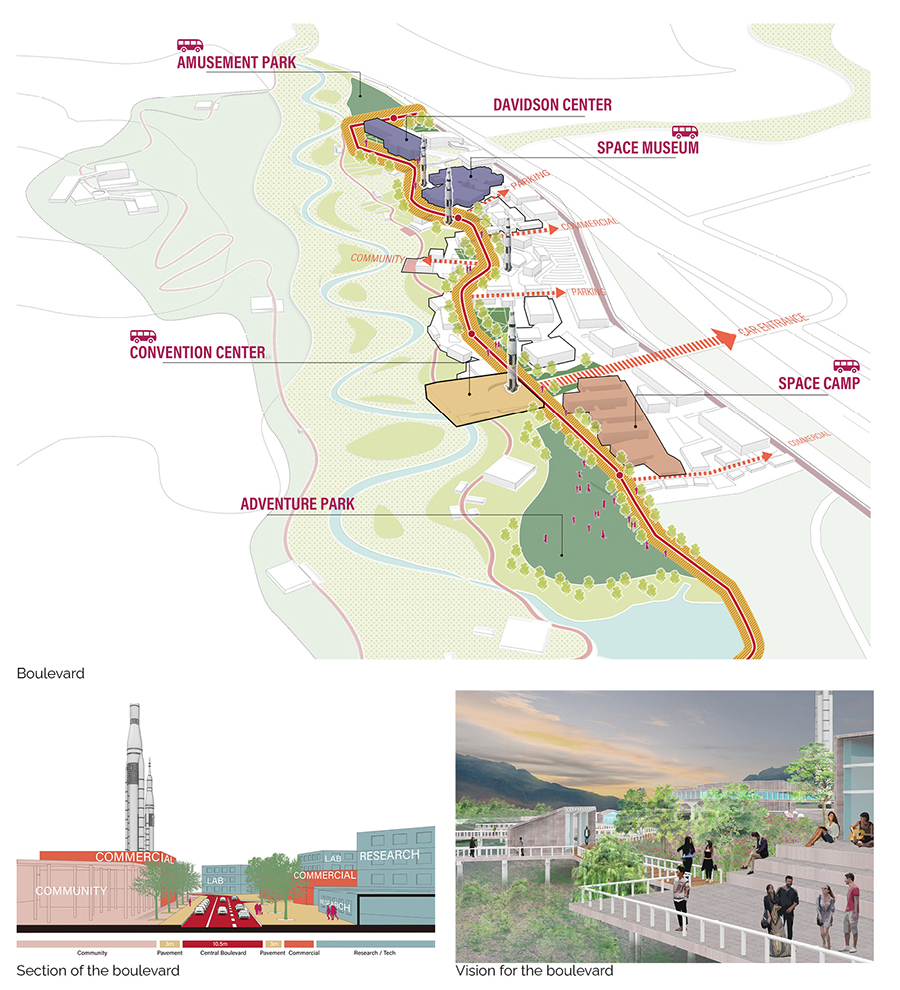 AMUSEMENT PARK
DAVIDSON CENTER
SPACE MUSEUM
PARKING
COMMERCIAL
COMMUNITY
PARKING
CAR ENTRANCE
CONVENTION CENTER
SPACE CAMP
COMMERCIAL
ADVENTURE PARK
Boulevard
COMMERCIAL
LAB
RESEARCH
COMMERCIAL
LAB
COMMUNITY
RESEARCH
3m
10.5m
3m
Community
Pavement
Central Boulevard
Pavement
Commercial
Research / Tech
Section of the boulevard
Vision for the boulevard